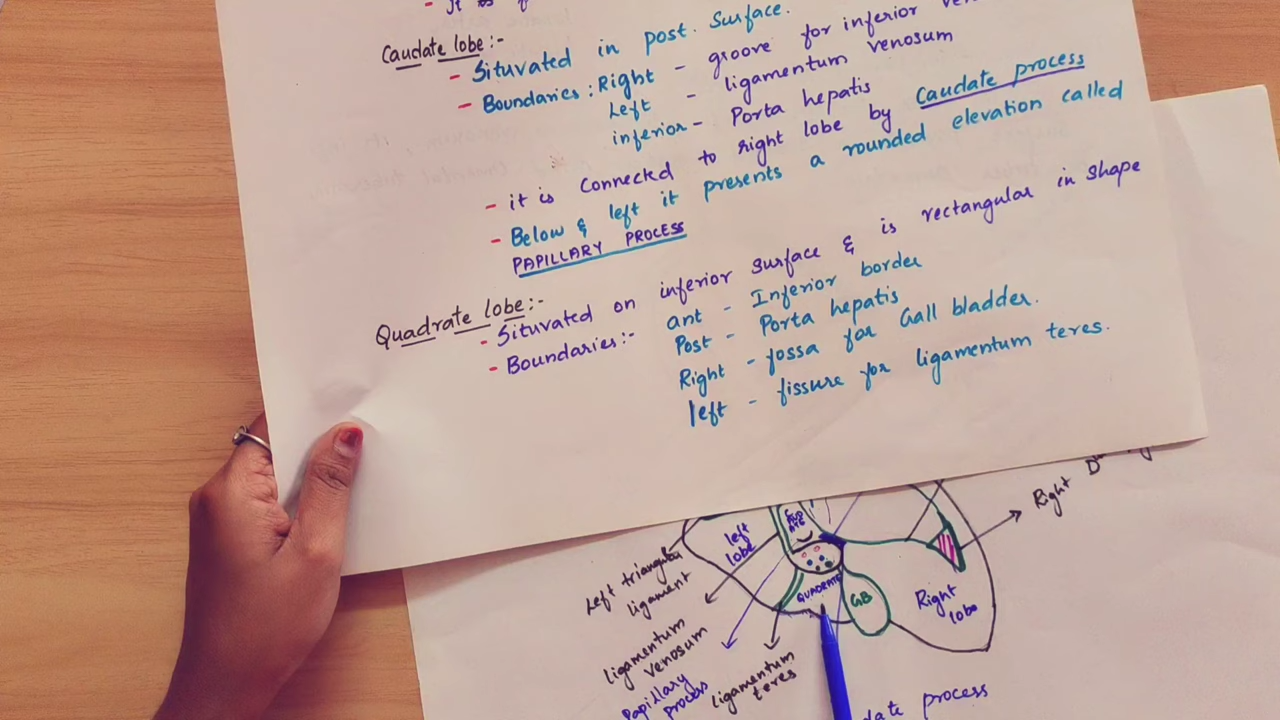 - It is
Caudate lobe:-
- Situvated in post. Surface.
- Boundaries: Right - groove for inferior
Left - ligamentum venosum
inferior - Porta hepatis
- it is connected to right lobe by Caudate process
- Below & left it presents a rounded elevation called
PAPILLARY PROCESS
Quadrate lobe:-
- Situvated on inferior surface & is rectangular in shape
- Boundaries:- ant - Inferior border
Post - Porta hepatis
Right - fossa for Gall bladder.
left - fissure for ligamentum teres.
Right
left
lobe
QUADRATE
GB
Right
lobe
Left triangular
ligament
ligamentum
venosum
Papillary
process
ligamentum
teres
process